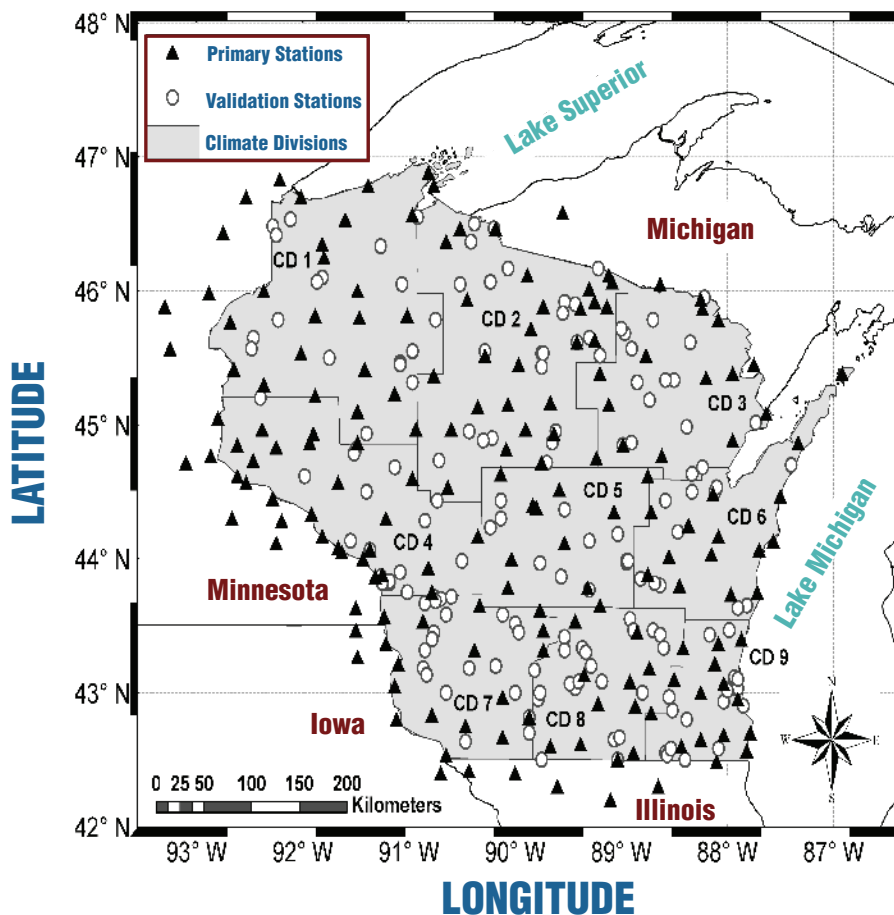 48° N
47° N
46° N
45° N
44° N
43° N
42° N
LATITUDE
Primary Stations
Validation Stations
Climate Divisions
Lake Superior
Michigan
CD 1
CD 2
CD 3
CD 5
CD 6
CD 4
Minnesota
Lake Michigan
CD 9
CD 7
CD 8
Iowa
N
W
E
S
0 25 50 100 150 200
Kilometers
Illinois
93° W 92° W 91° W 90° W 89° W 88° W 87° W
LONGITUDE